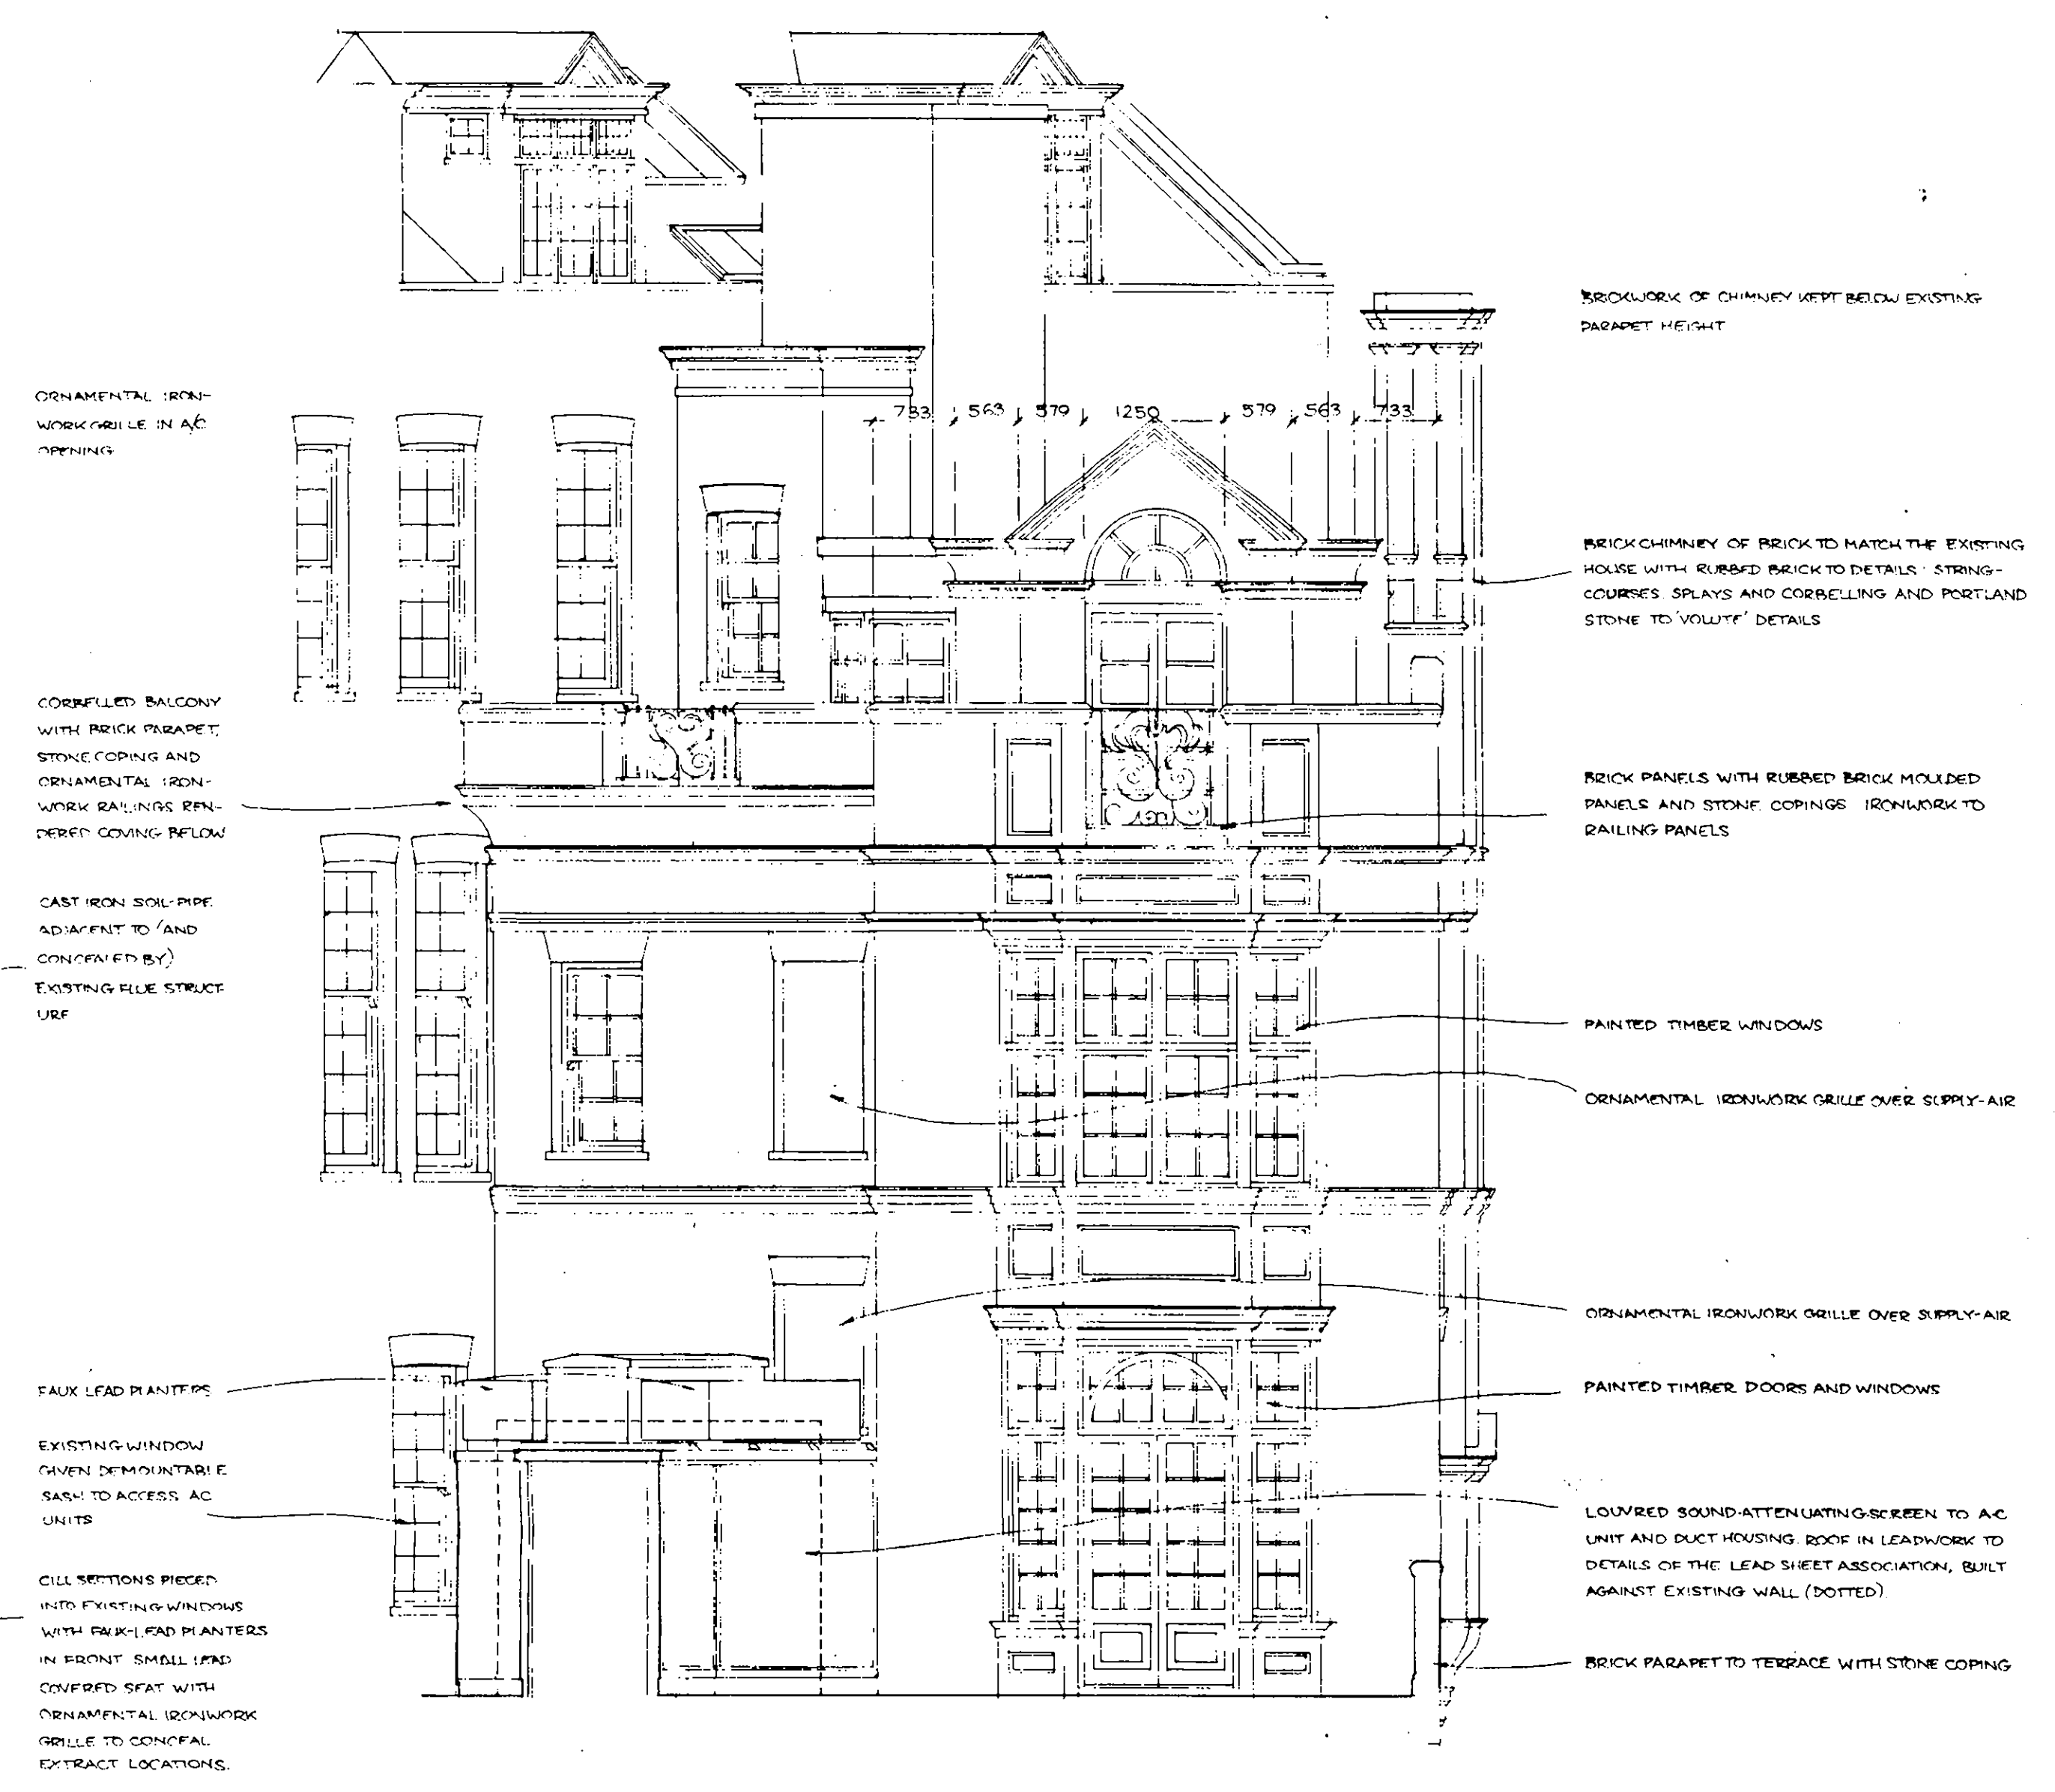 ORNAMENTAL IRON-
WORK GRILLE IN A/C
OPENING
CORBELLED BALCONY
WITH BRICK PARAPET,
STONE COPING AND
ORNAMENTAL IRON-
WORK RAILINGS REN-
DERED COVING BELOW
CAST IRON SOIL-PIPE
ADJACENT TO (AND
CONCEALED BY)
EXISTING FLUE STRUCT
URE
FAUX LEAD PLANTERS
EXISTING WINDOW
GIVEN DEMOUNTABLE
SASH TO ACCESS AC
UNITS
CILL SECTIONS PIECED
INTO EXISTING WINDOWS
WITH FAUX-LEAD PLANTERS
IN FRONT SMALL LEAD
COVERED SEAT WITH
ORNAMENTAL IRONWORK
GRILLE TO CONCEAL
EXTRACT LOCATIONS.
733 563 579 1250 579 563 733
BRICKWORK OF CHIMNEY KEPT BELOW EXISTING
PARAPET HEIGHT
BRICK CHIMNEY OF BRICK TO MATCH THE EXISTING
HOUSE WITH RUBBED BRICK TO DETAILS : STRING-
COURSES, SPLAYS AND CORBELLING AND PORTLAND
STONE TO 'VOLUTE' DETAILS
BRICK PANELS WITH RUBBED BRICK MOULDED
PANELS AND STONE COPINGS IRONWORK TO
RAILING PANELS
PAINTED TIMBER WINDOWS
ORNAMENTAL IRONWORK GRILLE OVER SUPPLY-AIR
ORNAMENTAL IRONWORK GRILLE OVER SUPPLY-AIR
PAINTED TIMBER DOORS AND WINDOWS
LOUVRED SOUND-ATTENUATING-SCREEN TO A-C
UNIT AND DUCT HOUSING. ROOF IN LEADWORK TO
DETAILS OF THE LEAD SHEET ASSOCIATION, BUILT
AGAINST EXISTING WALL (DOTTED)
BRICK PARAPET TO TERRACE WITH STONE COPING